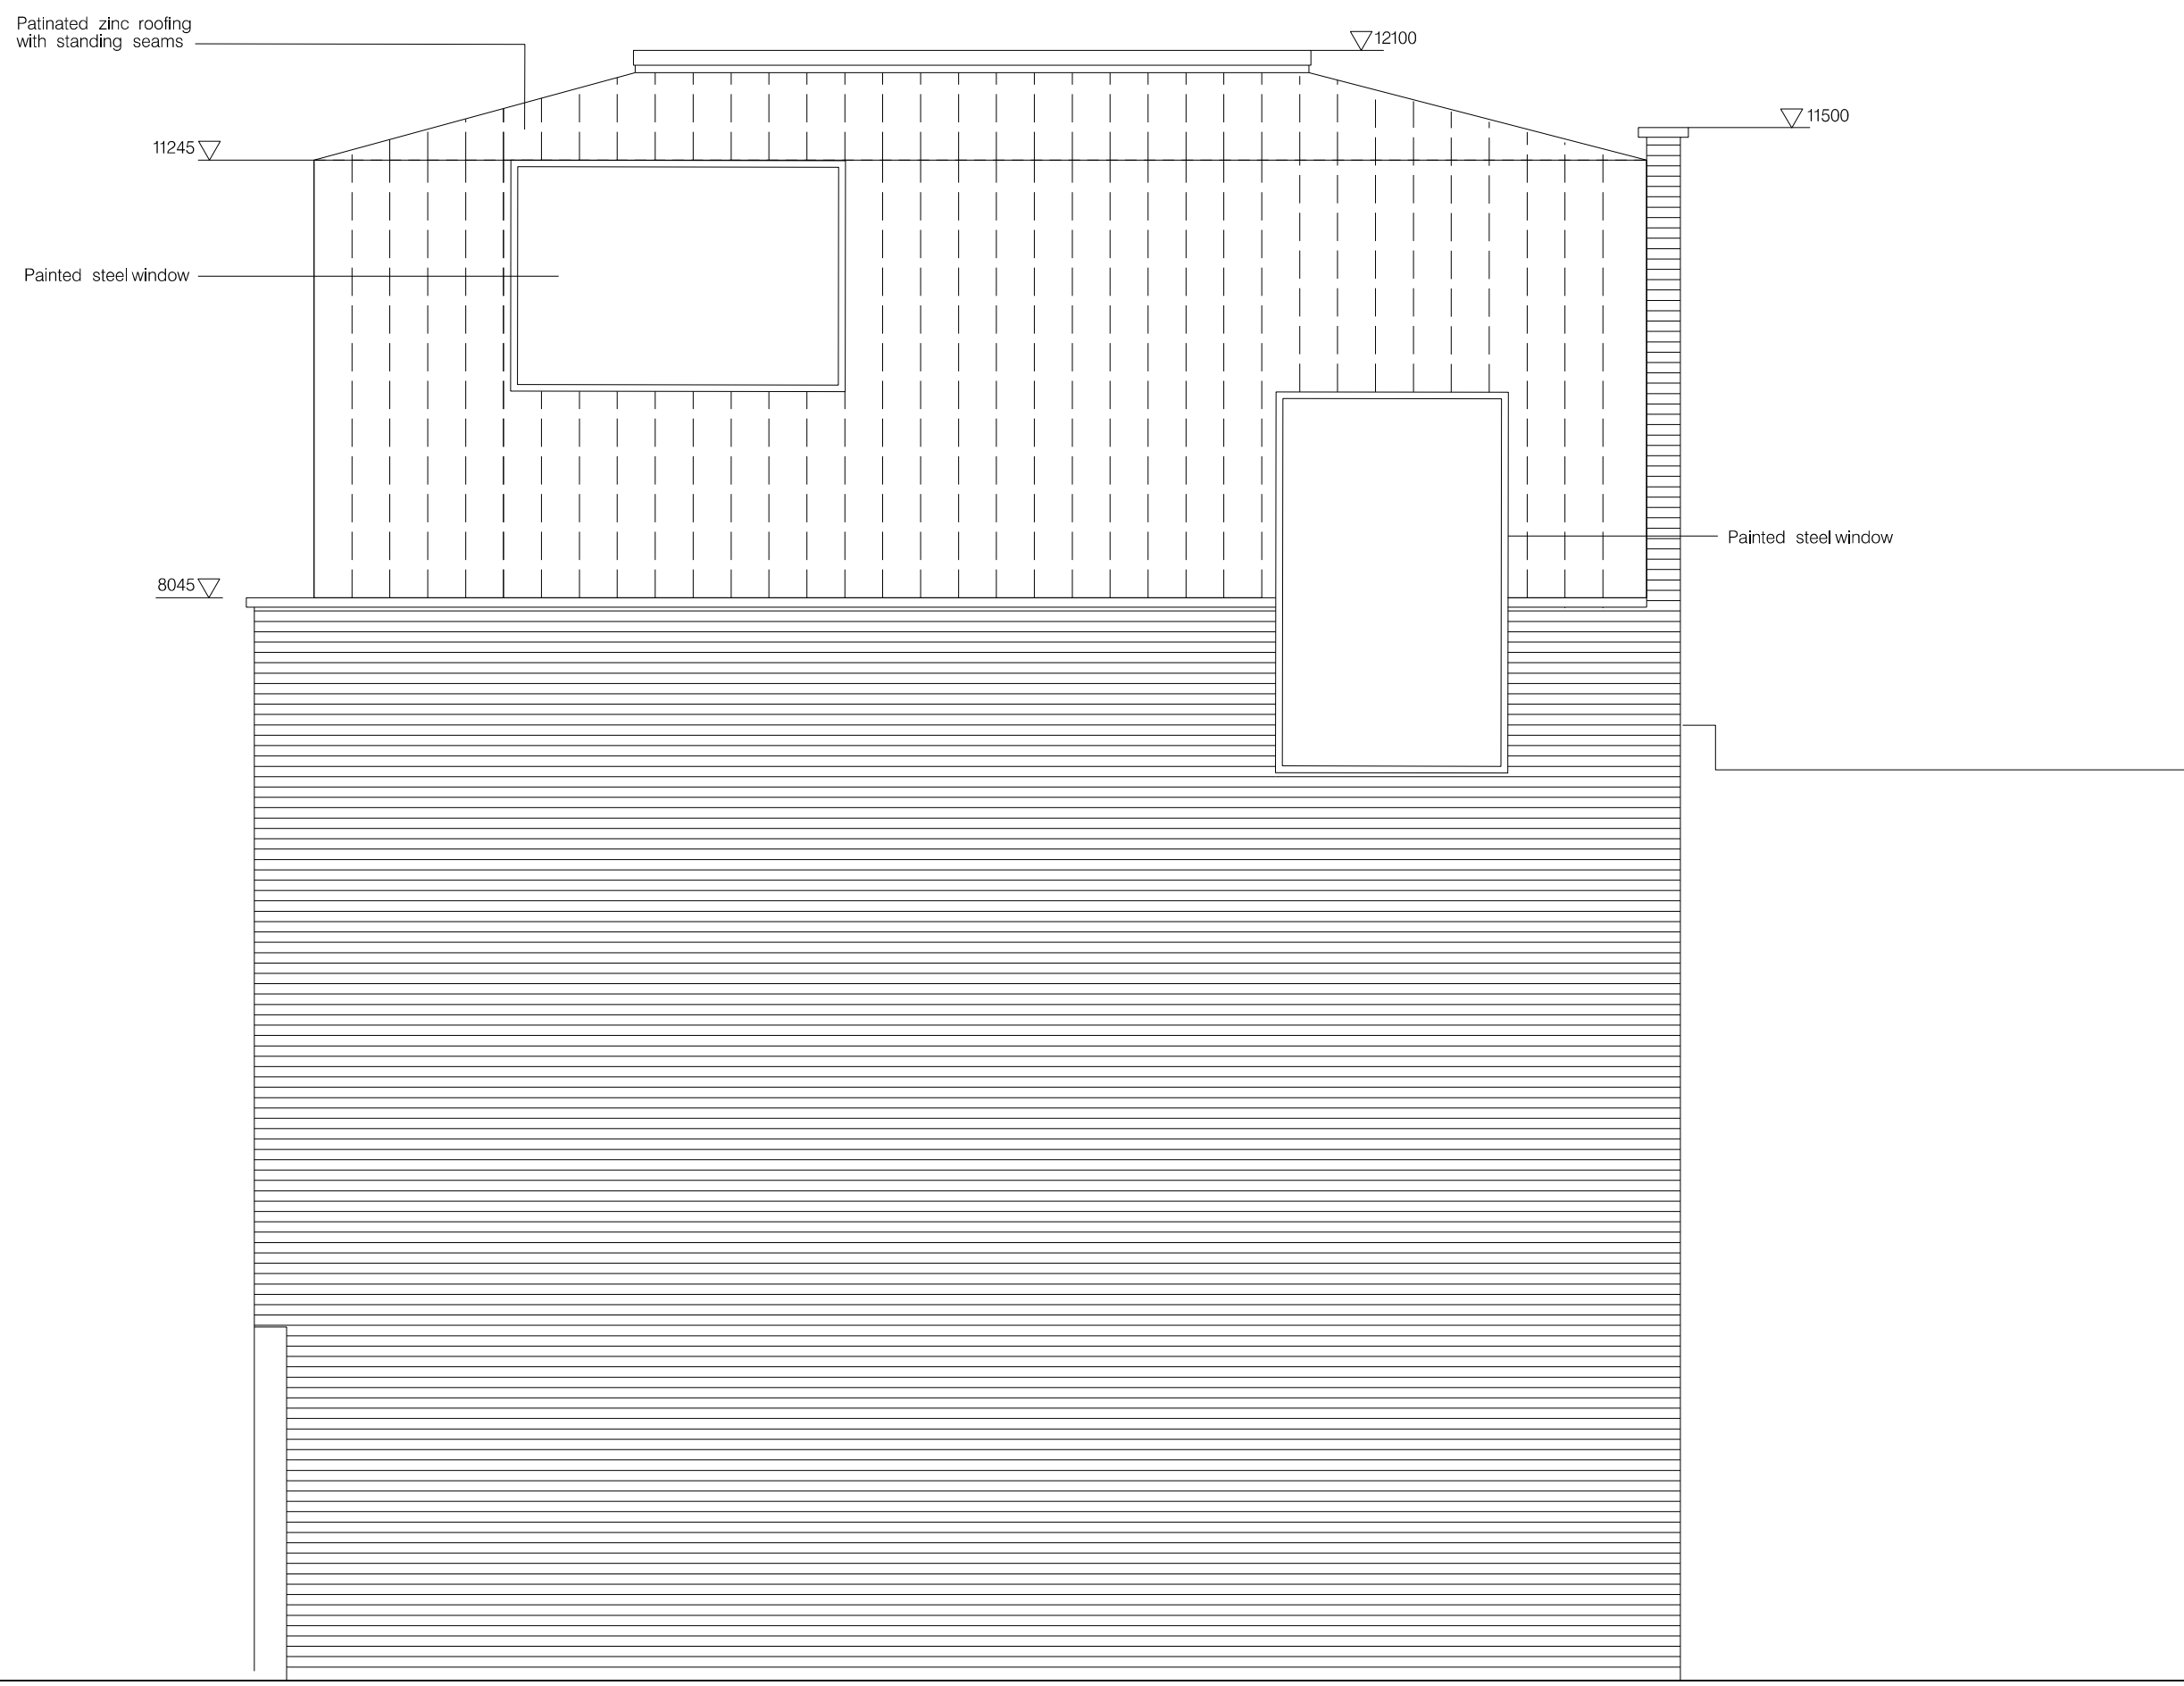 Patinated zinc roofing
with standing seams
12100
11500
11245
Painted steel window
Painted steel window
8045